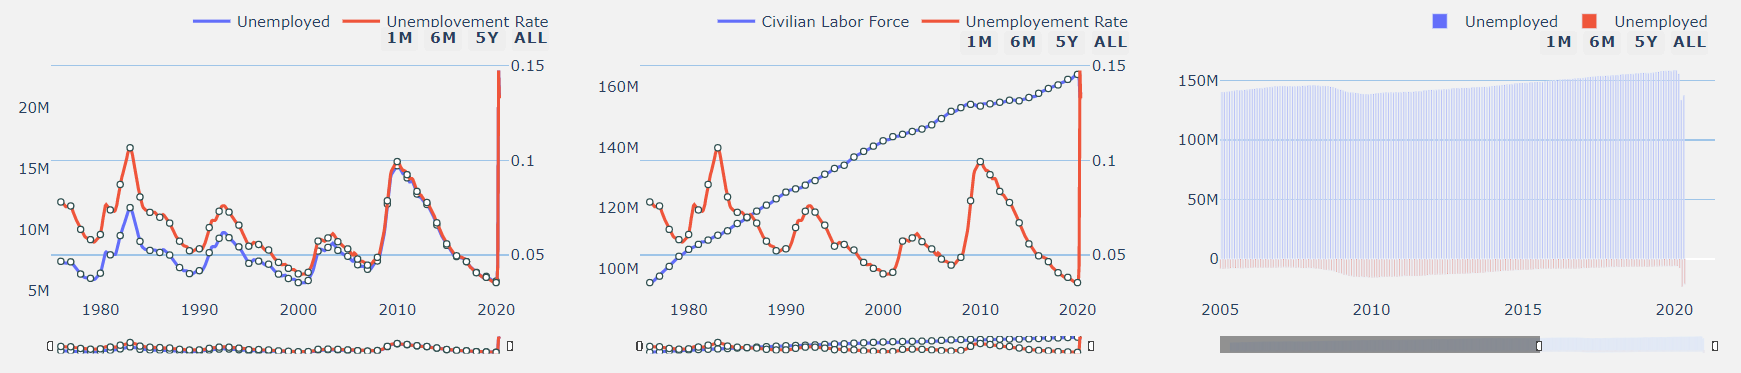 Unemployed Unemployement Rate
1M 6M 5Y ALL
0.15
20M
15M
0.1
10M
0.05
5M
1980 1990 2000 2010 2020
Civilian Labor Force Unemployement Rate
1M 6M 5Y ALL
0.15
160M
0.1
140M
120M
0.05
100M
1980 1990 2000 2010 2020
Unemployed Unemployed
1M 6M 5Y ALL
150M
100M
50M
0
2005 2010 2015 2020